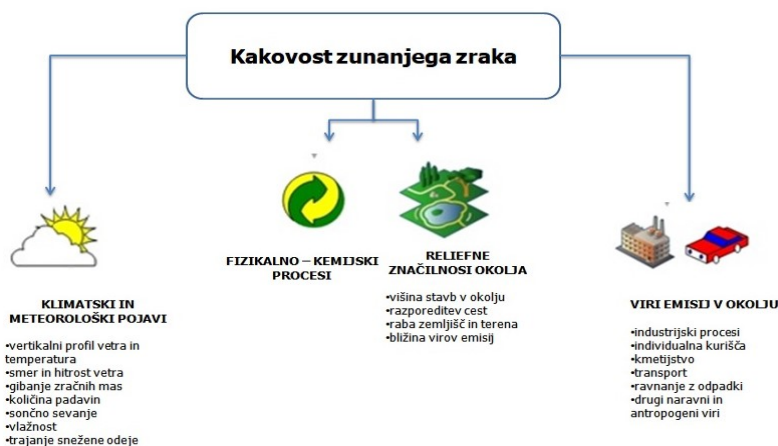 Kakovost zunanjega zraka
KLIMATSKI IN
METEOROLOŠKI POJAVI
•vertikalni profil vetra in
temperatura
•smer in hitrost vetra
•gibanje zračnih mas
•količina padavin
•sončno sevanje
•vlažnost
•trajanje snežene odeje
FIZIKALNO – KEMIJSKI
PROCESI
RELIEFNE
ZNAČILNOSI OKOLJA
•višina stavb v okolju
•razporeditev cest
•raba zemljišč in terena
•bližina virov emisij
VIRI EMISIJ V OKOLJU
•industrijski procesi
•individualna kurišča
•kmetijstvo
•transport
•ravnanje z odpadki
•drugi naravni in
antropogeni viri